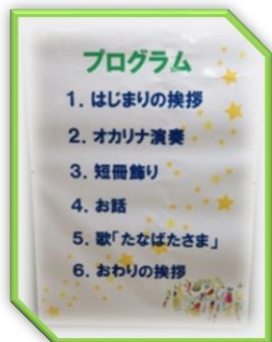 プログラム
1. はじまりの挨拶
2. オカリナ演奏
3. 短冊飾り
4. お話
5. 歌「たなばたさま」
6. おわりの挨拶